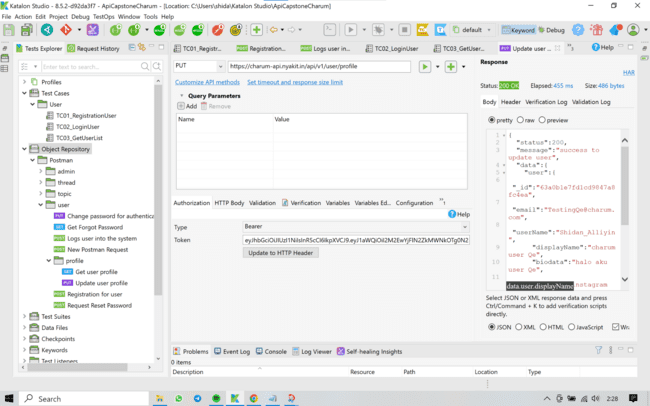 Katalon Studio - 8.5.2-d92da3f7 - ApiCapstoneCharum - [Location: C:\Users\shida\Katalon Studio\ApiCapstoneCharum]
File Action Edit Project Debug TestOps Window Tools Help
default
Keyword
Debug
Tests Explorer
Request History
TC01_Registr...
Registration...
Logs user in...
TC02_LoginUser
TC03_GetUser...
Update user ...
Help
Enter text to search...
Profiles
Test Cases
User
TC01_RegistrationUser
TC02_LoginUser
TC03_GetUserList
Object Repository
Postman
admin
thread
topic
user
Change password for authentica
Get Forgot Password
Logs user into the system
New Postman Request
profile
Get user profile
Update user profile
Registration for user
Request Reset Password
Test Suites
Data Files
Checkpoints
Keywords
Test Listeners
PUT
https://charum-api.nyakit.in/api/v1/user/profile
Customize API methods
Set timeout and response size limit
Query Parameters
Add
Remove
Name
Value
Authorization
HTTP Body
Validation
Verification
Variables
Variables Ed...
Configuration
Help
Type
Bearer
Token
Update to HTTP Header
Response
HAR
Status: 200 OK
Elapsed: 455 ms
Size: 486 bytes
Body
Header
Verification Log
Validation Log
pretty
raw
preview
1 {
2 "status":200,
3 "message":"success to
update user",
4 "data":{
5 "user":{
6
"_id":"63a0b1e7fd1cd9847a8
fc4ea",
7
"email":"TestingQe@charum.
com",
8
"userName":"Shidan_Alliyin
",
9 "displayName":"charum
user Qe",
10 "biodata":"halo aku
user Qe",
11
data.user.displayName
nstagram
Select JSON or XML response data and press
Ctrl/Command + K to add verification scripts
directly.
JSON
XML
HTML
JavaScript
Wr
Problems
Event Log
Console
Log Viewer
Self-healing Insights
0 items
Description
Resource
Path
Location
Type
Search
2:28